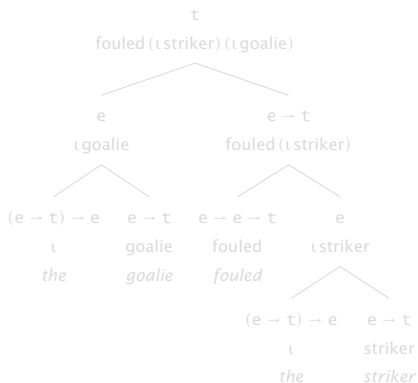 t
fouled (ι striker) (ι goalie)
e e → t
ι goalie fouled (ι striker)
(e → t) → e e → t e → e → t e
ι goalie fouled ι striker
the goalie fouled
(e → t) → e e → t
ι striker
the striker